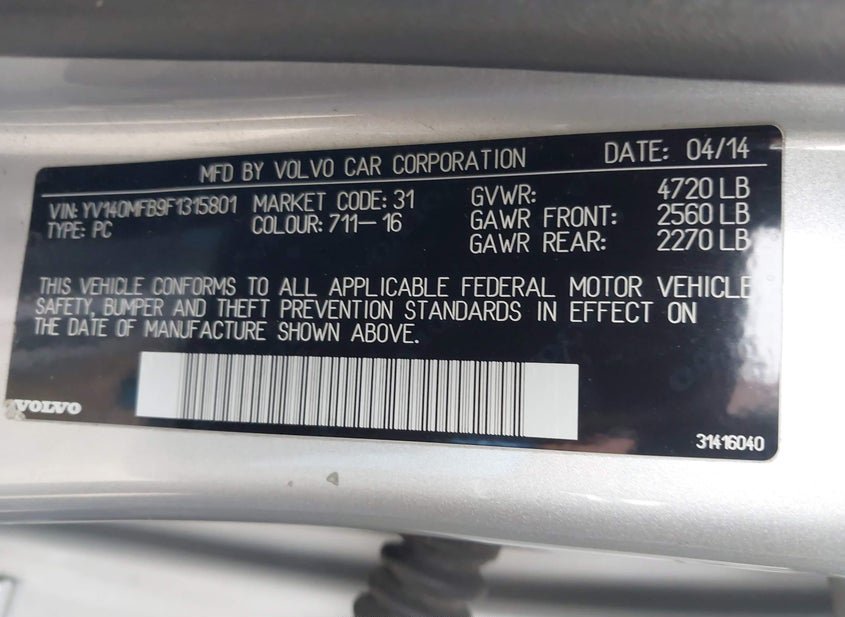 MFD BY VOLVO CAR CORPORATION DATE: 04/14
VIN: YV140MFB9F1315801 MARKET CODE: 31 GVWR: 4720 LB
TYPE: PC COLOUR: 711-16 GAWR FRONT: 2560 LB
GAWR REAR: 2270 LB
THIS VEHICLE CONFORMS TO ALL APPLICABLE FEDERAL MOTOR VEHICLE
SAFETY, BUMPER AND THEFT PREVENTION STANDARDS IN EFFECT ON
THE DATE OF MANUFACTURE SHOWN ABOVE.
VOLVO
31416040